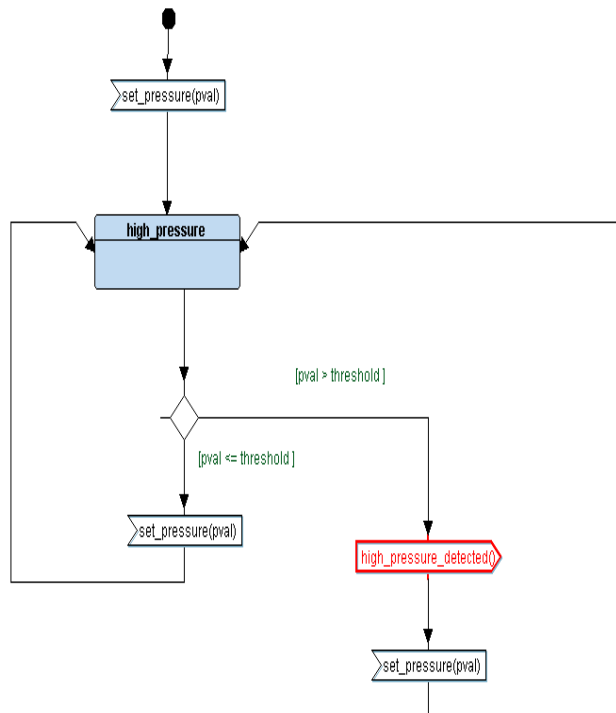 set_pressure(pval)
high_pressure
[pval > threshold ]
[pval <= threshold ]
set_pressure(pval)
high_pressure_detected()
set_pressure(pval)